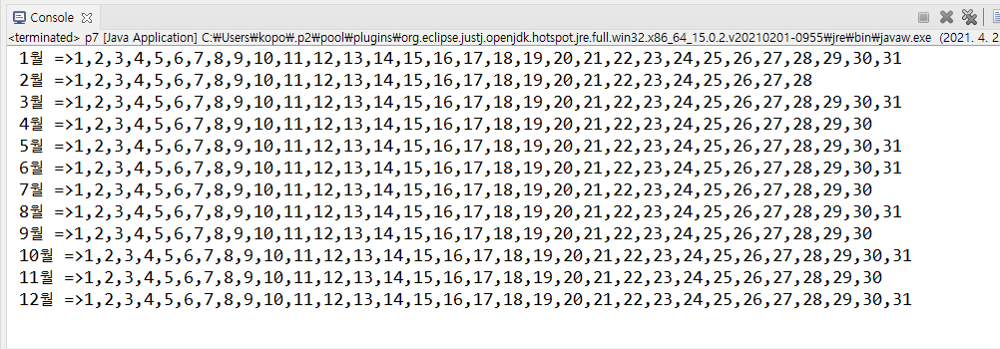 Console
<terminated> p7 [Java Application] C:₩Users₩kopo₩.p2₩pool₩plugins₩org.eclipse.justj.openjdk.hotspot.jre.full.win32.x86_64_15.0.2.v20210201-0955₩jre₩bin₩javaw.exe (2021. 4. 2
1월 =>1,2,3,4,5,6,7,8,9,10,11,12,13,14,15,16,17,18,19,20,21,22,23,24,25,26,27,28,29,30,31
2월 =>1,2,3,4,5,6,7,8,9,10,11,12,13,14,15,16,17,18,19,20,21,22,23,24,25,26,27,28
3월 =>1,2,3,4,5,6,7,8,9,10,11,12,13,14,15,16,17,18,19,20,21,22,23,24,25,26,27,28,29,30,31
4월 =>1,2,3,4,5,6,7,8,9,10,11,12,13,14,15,16,17,18,19,20,21,22,23,24,25,26,27,28,29,30
5월 =>1,2,3,4,5,6,7,8,9,10,11,12,13,14,15,16,17,18,19,20,21,22,23,24,25,26,27,28,29,30,31
6월 =>1,2,3,4,5,6,7,8,9,10,11,12,13,14,15,16,17,18,19,20,21,22,23,24,25,26,27,28,29,30,31
7월 =>1,2,3,4,5,6,7,8,9,10,11,12,13,14,15,16,17,18,19,20,21,22,23,24,25,26,27,28,29,30
8월 =>1,2,3,4,5,6,7,8,9,10,11,12,13,14,15,16,17,18,19,20,21,22,23,24,25,26,27,28,29,30,31
9월 =>1,2,3,4,5,6,7,8,9,10,11,12,13,14,15,16,17,18,19,20,21,22,23,24,25,26,27,28,29,30
10월 =>1,2,3,4,5,6,7,8,9,10,11,12,13,14,15,16,17,18,19,20,21,22,23,24,25,26,27,28,29,30,31
11월 =>1,2,3,4,5,6,7,8,9,10,11,12,13,14,15,16,17,18,19,20,21,22,23,24,25,26,27,28,29,30
12월 =>1,2,3,4,5,6,7,8,9,10,11,12,13,14,15,16,17,18,19,20,21,22,23,24,25,26,27,28,29,30,31